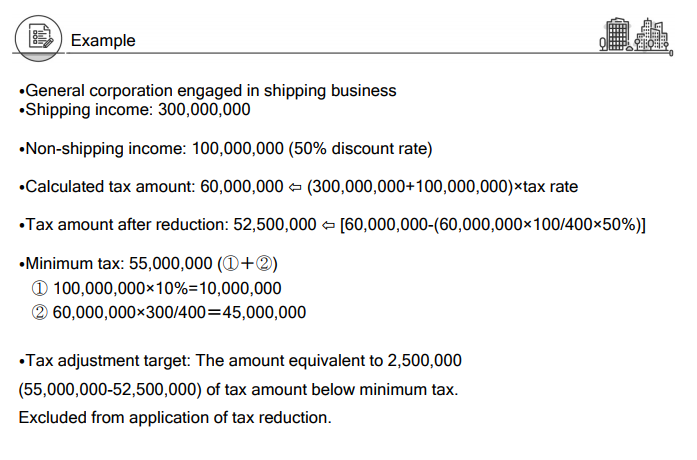 Example
•General corporation engaged in shipping business
•Shipping income: 300,000,000
•Non-shipping income: 100,000,000 (50% discount rate)
•Calculated tax amount: 60,000,000 ⇦ (300,000,000+100,000,000)×tax rate
•Tax amount after reduction: 52,500,000 ⇦ [60,000,000-(60,000,000×100/400×50%)]
•Minimum tax: 55,000,000 (①+②)
① 100,000,000×10%=10,000,000
② 60,000,000×300/400=45,000,000
•Tax adjustment target: The amount equivalent to 2,500,000
(55,000,000-52,500,000) of tax amount below minimum tax.
Excluded from application of tax reduction.